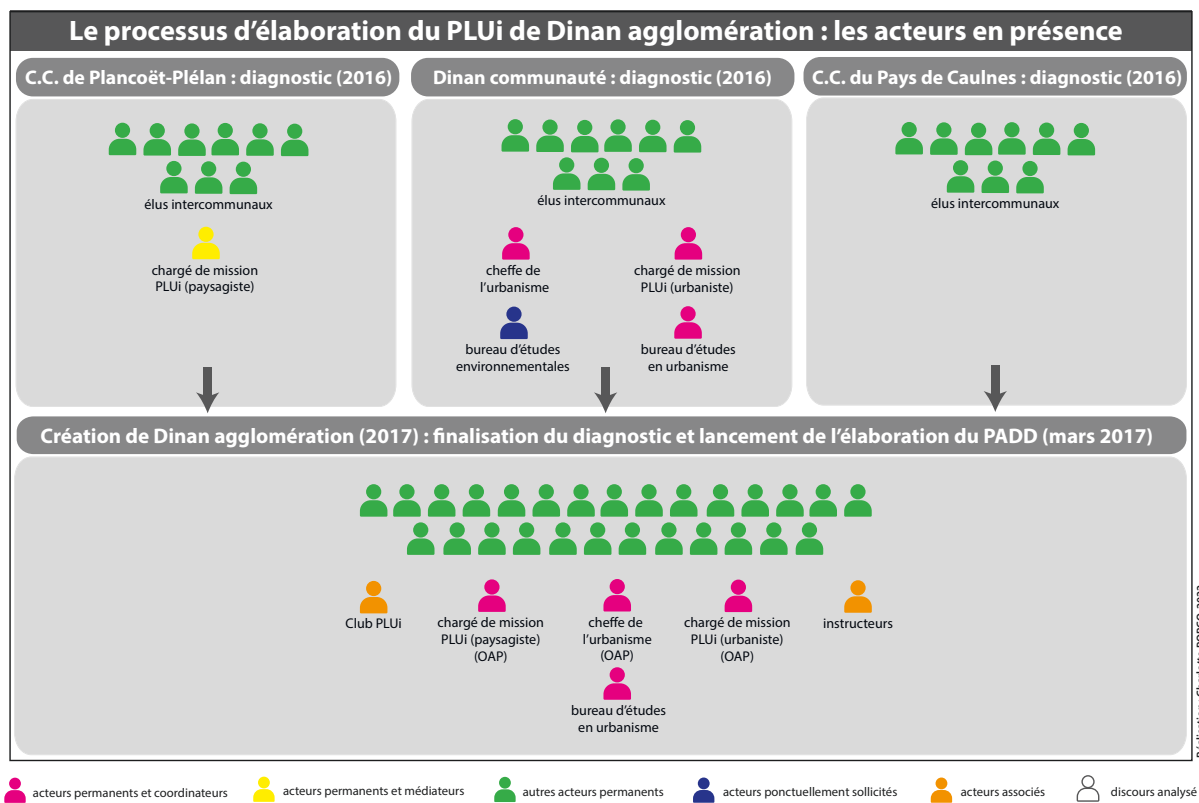 Le processus d'élaboration du PLUi de Dinan agglomération : les acteurs en présence
C.C. de Plancoët-Plélan : diagnostic (2016)
élus intercommunaux
chargé de mission
PLUi (paysagiste)
Dinan communauté : diagnostic (2016)
élus intercommunaux
cheffe de
l'urbanisme
chargé de mission
PLUi (urbaniste)
bureau d'études
environnementales
bureau d'études
en urbanisme
C.C. du Pays de Caulnes : diagnostic (2016)
élus intercommunaux
Création de Dinan agglomération (2017) : finalisation du diagnostic et lancement de l'élaboration du PADD (mars 2017)
Club PLUi
chargé de mission
PLUi (paysagiste)
(OAP)
cheffe de
l'urbanisme
(OAP)
chargé de mission
PLUi (urbaniste)
(OAP)
instructeurs
bureau d'études
en urbanisme
acteurs permanents et coordinateurs
acteurs permanents et médiateurs
autres acteurs permanents
acteurs ponctuellement sollicités
acteurs associés
discours analysé